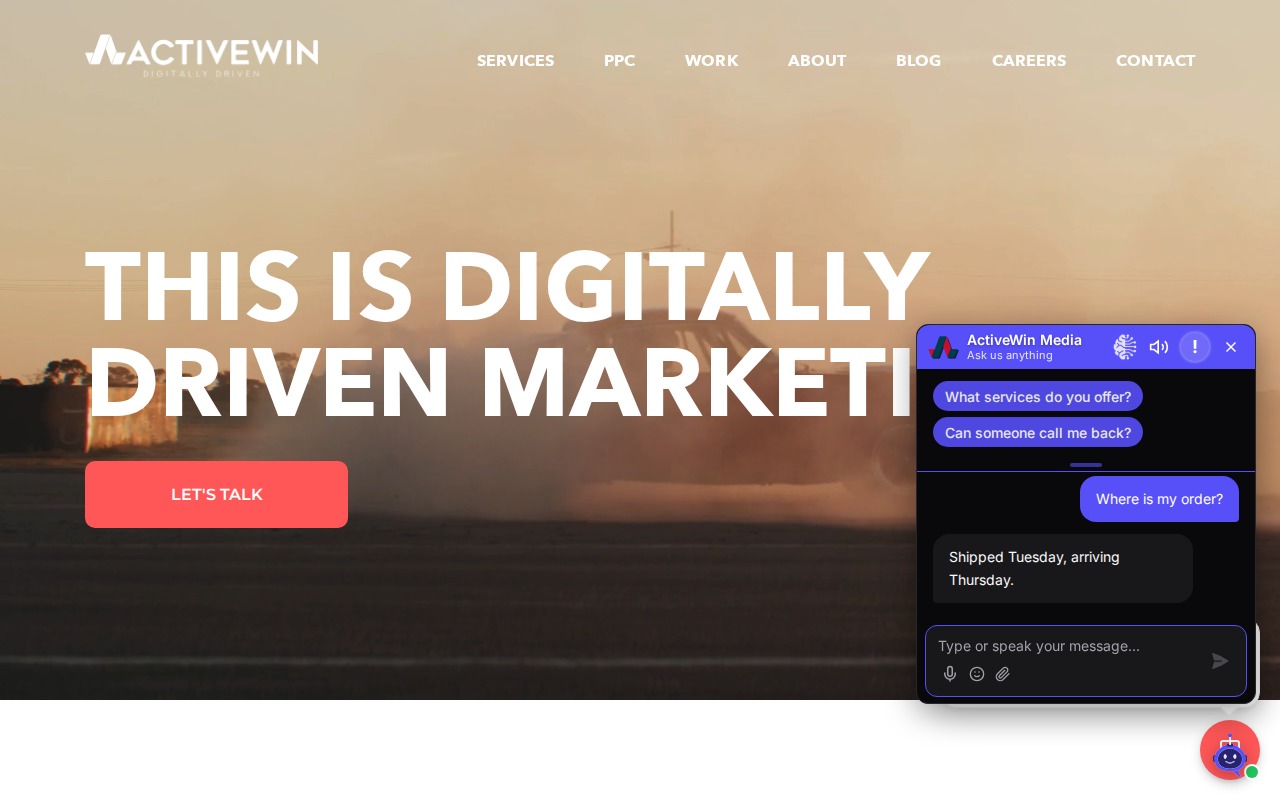 ACTIVEWIN
DIGITALLY DRIVEN
SERVICES
PPC
WORK
ABOUT
BLOG
CAREERS
CONTACT
THIS IS DIGITALLY
DRIVEN MARKETI
LET'S TALK
ActiveWin Media
Ask us anything
!
What services do you offer?
Can someone call me back?
Where is my order?
Shipped Tuesday, arriving
Thursday.
Type or speak your message...